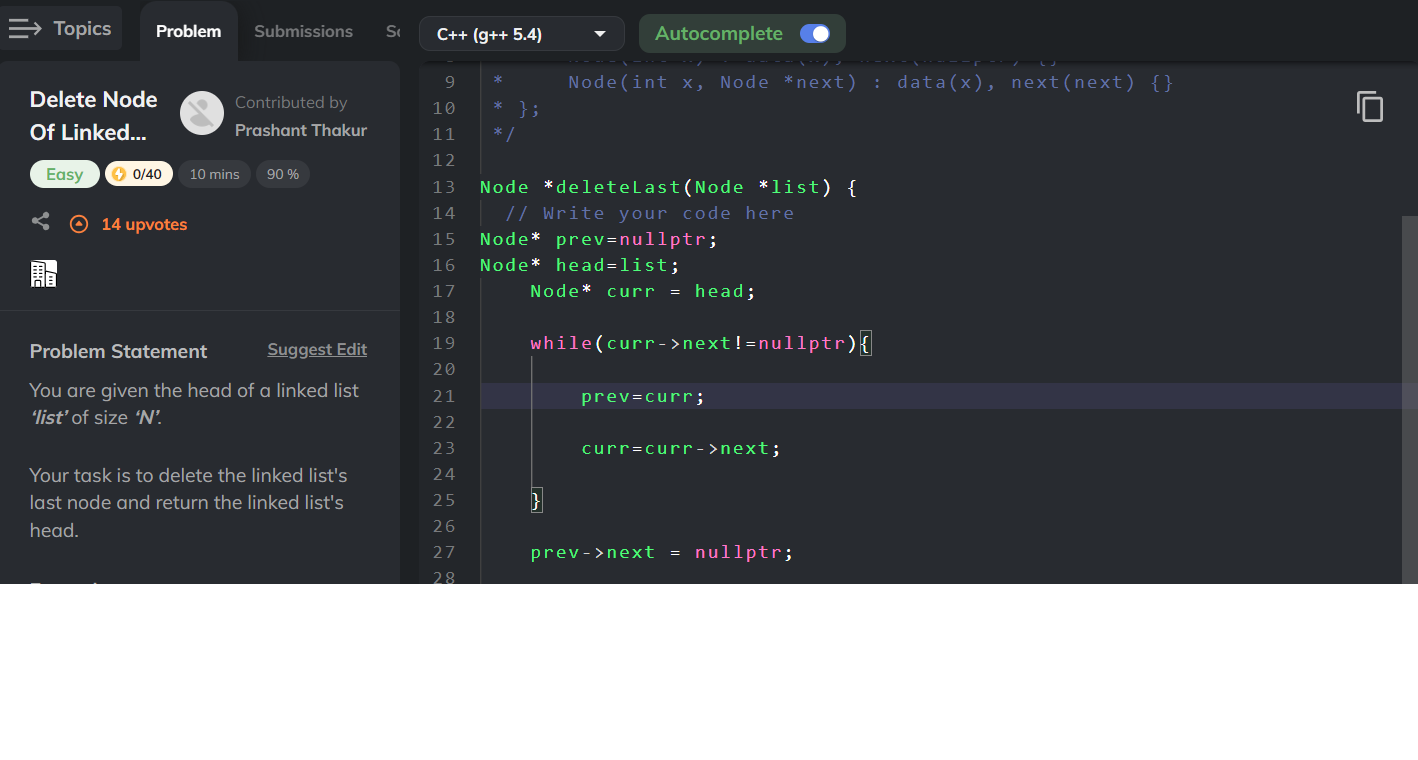 Topics
Problem
Submissions
C++ (g++ 5.4)
Autocomplete
Delete Node
Of Linked...
Contributed by
Prashant Thakur
Easy
0/40
10 mins
90 %
14 upvotes
Problem Statement
Suggest Edit
You are given the head of a linked list
‘list’ of size ‘N’.
Your task is to delete the linked list's
last node and return the linked list's
head.
9 *     Node(int x, Node *next) : data(x), next(next) {}
10 * };
11 */
12
13 Node *deleteLast(Node *list) {
14   // Write your code here
15 Node* prev=nullptr;
16 Node* head=list;
17     Node* curr = head;
18
19     while(curr->next!=nullptr){
20
21         prev=curr;
22
23         curr=curr->next;
24
25     }
26
27     prev->next = nullptr;
28